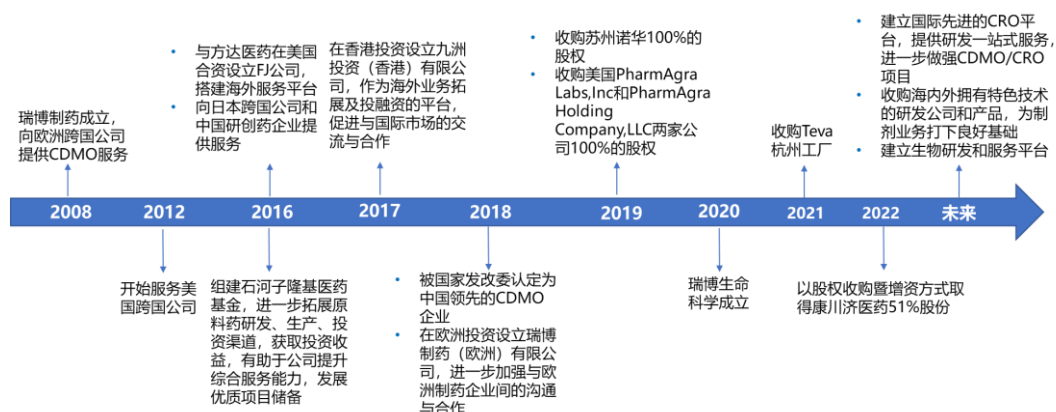 瑞博制药成立，
向欧洲跨国公司
提供CDMO服务
与方达医药在美国
合资设立FJ公司，
搭建海外服务平台
向日本跨国公司和
中国研创药企业提
供服务
在香港投资设立九洲
投资（香港）有限公
司，作为海外业务拓
展及投融资的平台，
促进与国际市场的交
流与合作
收购苏州诺华100%的
股权
收购美国PharmAgra
Labs,Inc和PharmAgra
Holding
Company,LLC两家公
司100%的股权
收购Teva
杭州工厂
建立国际先进的CRO平
台，提供研发一站式服务，
进一步做强CDMO/CRO
项目
收购海内外拥有特色技术
的研发公司和产品，为制
剂业务打下良好基础
建立生物研发和服务平台
2008 2012 2016 2017 2018 2019 2020 2021 2022 未来
开始服务美
国跨国公司
组建石河子隆基医药
基金，进一步拓展原
料药研发、生产、投
资渠道，获取投资收
益，有助于公司提升
综合服务能力，发展
优质项目储备
被国家发改委认定为
中国领先的CDMO
企业
在欧洲投资设立瑞博
制药（欧洲）有限公
司，进一步加强与欧
洲制药企业间的沟通
与合作
瑞博生命
科学成立
以股权收购暨增资方式取
得康川济医药51%股份